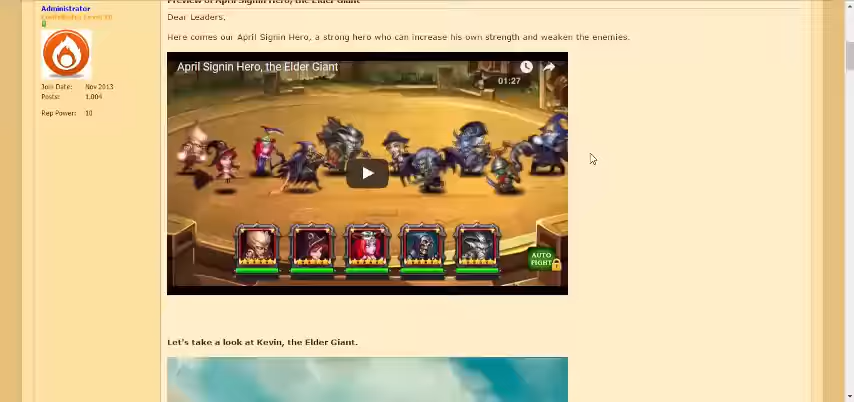 Preview of April Signin Hero, the Elder Giant
Administrator
Dear Leaders,
Here comes our April Signin Hero, a strong hero who can increase his own strength and weaken the enemies.
April Signin Hero, the Elder Giant
01:27
Join Date: Nov 2013
Posts: 1,004
Rep Power: 10
AUTO
FIGHT
Let's take a look at Kevin, the Elder Giant.